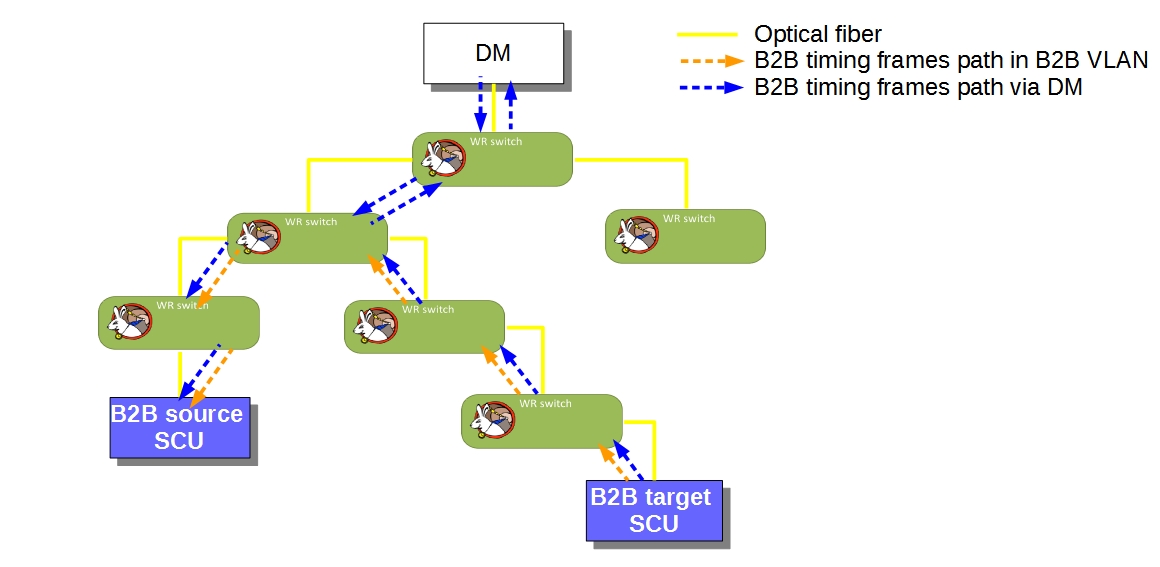 DM
Optical fiber
B2B timing frames path in B2B VLAN
B2B timing frames path via DM
WR switch
WR switch
WR switch
WR switch
WR switch
WR switch
B2B source
SCU
B2B target
SCU